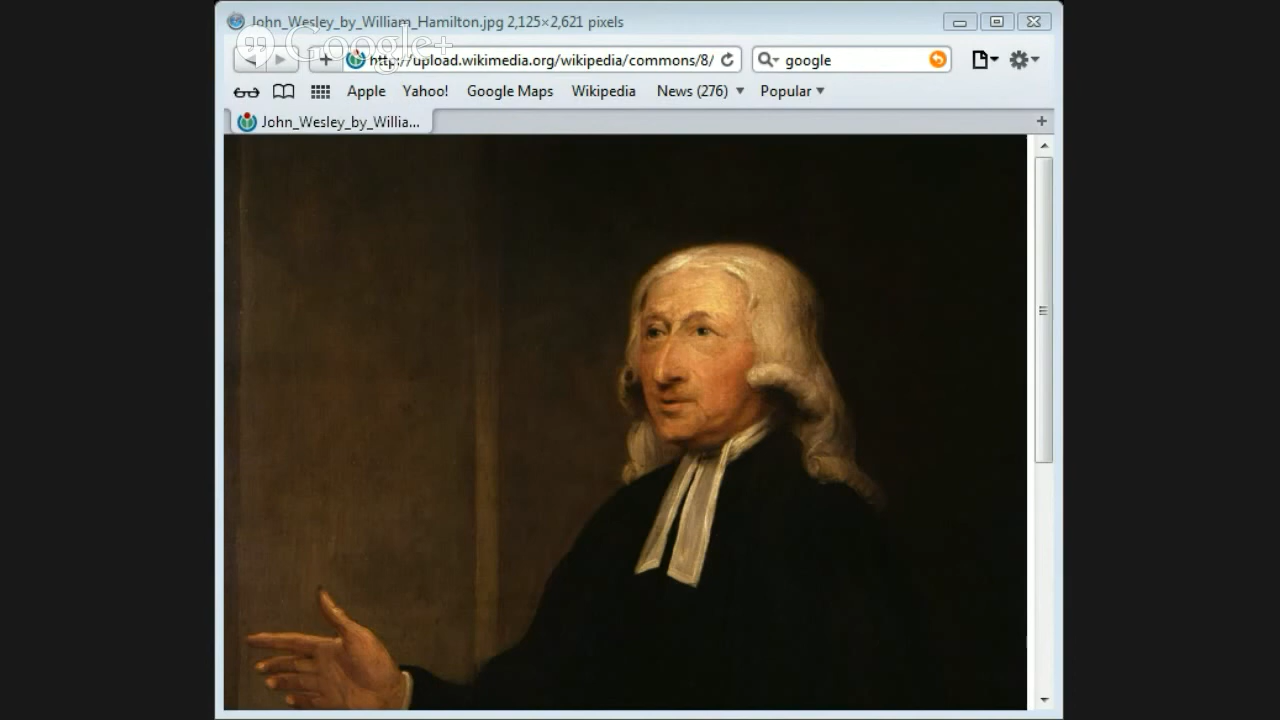 John_Wesley_by_William_Hamilton.jpg 2,125×2,621 pixels
Google+
http://upload.wikimedia.org/wikipedia/commons/8/
google
Apple Yahoo! Google Maps Wikipedia News (276) Popular
John_Wesley_by_Willia...